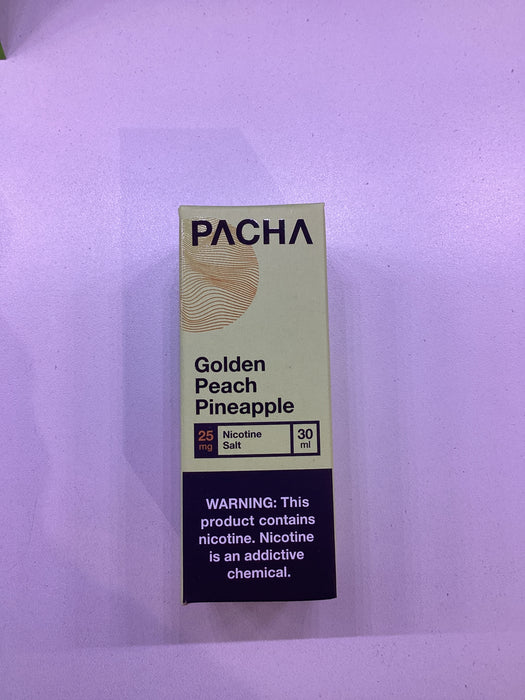 PACHA
Golden
Peach
Pineapple
25
mg
Nicotine
Salt
30
ml
WARNING: This
product contains
nicotine. Nicotine
is an addictive
chemical.